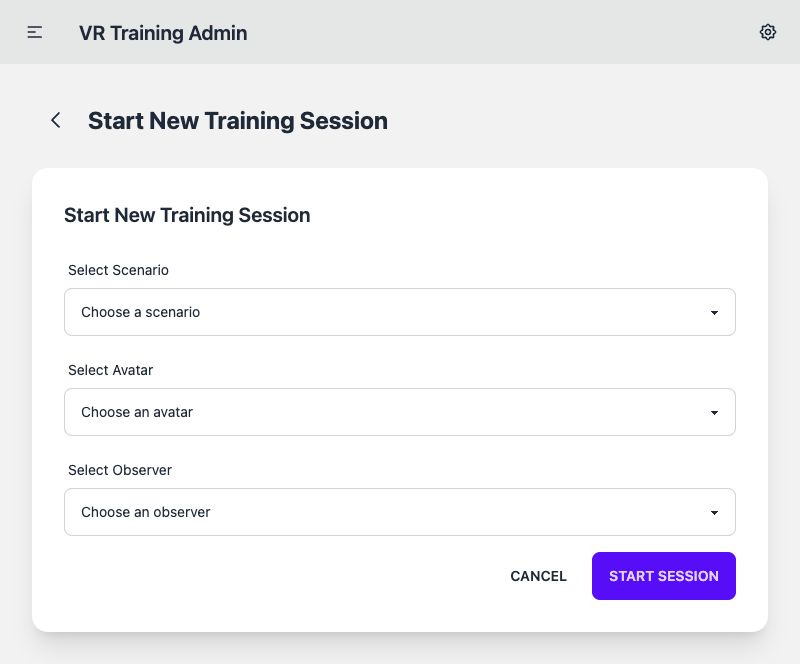 VR Training Admin
Start New Training Session
Start New Training Session
Select Scenario
Choose a scenario
Select Avatar
Choose an avatar
Select Observer
Choose an observer
CANCEL
START SESSION